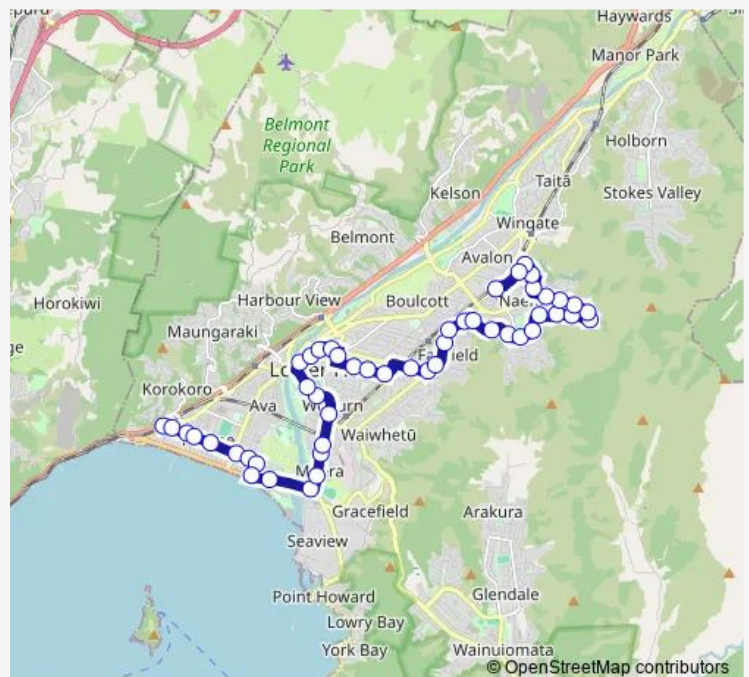 Haywards
Manor Park
Belmont
Regional
Park
Holborn
Taitā
Kelson
Stokes Valley
Wingate
Belmont
Avalon
Horokiwi
Harbour View
Boulcott
Maungaraki
Korokoro
Ava
Waiwhetū
Gracefield
Arakura
Seaview
Point Howard
Glendale
Lowry Bay
York Bay
Wainuiomata
© OpenStreetMap contributors